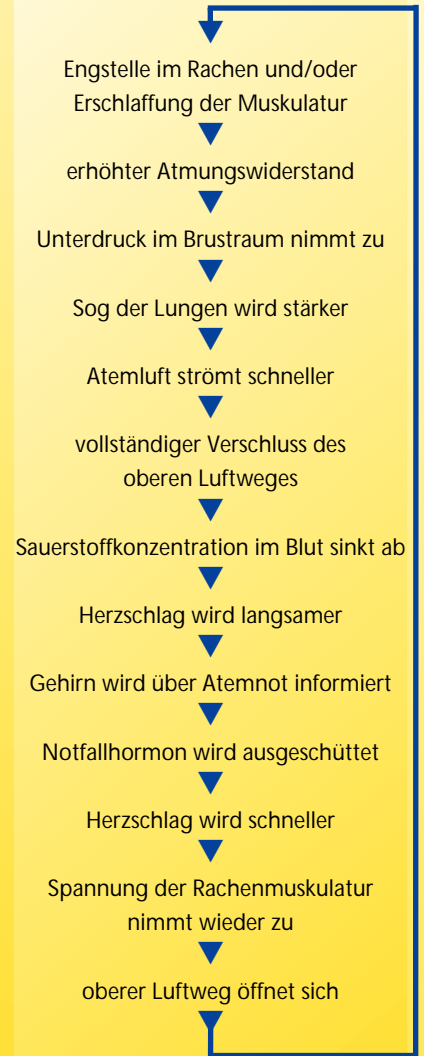 Engstelle im Rachen und/oder
Erschlaffung der Muskulatur
erhöhter Atmungswiderstand
Unterdruck im Brustraum nimmt zu
Sog der Lungen wird stärker
Atemluft strömt schneller
vollständiger Verschluss des
oberen Luftweges
Sauerstoffkonzentration im Blut sinkt ab
Herzschlag wird langsamer
Gehirn wird über Atemnot informiert
Notfallhormon wird ausgeschüttet
Herzschlag wird schneller
Spannung der Rachenmuskulatur
nimmt wieder zu
oberer Luftweg öffnet sich